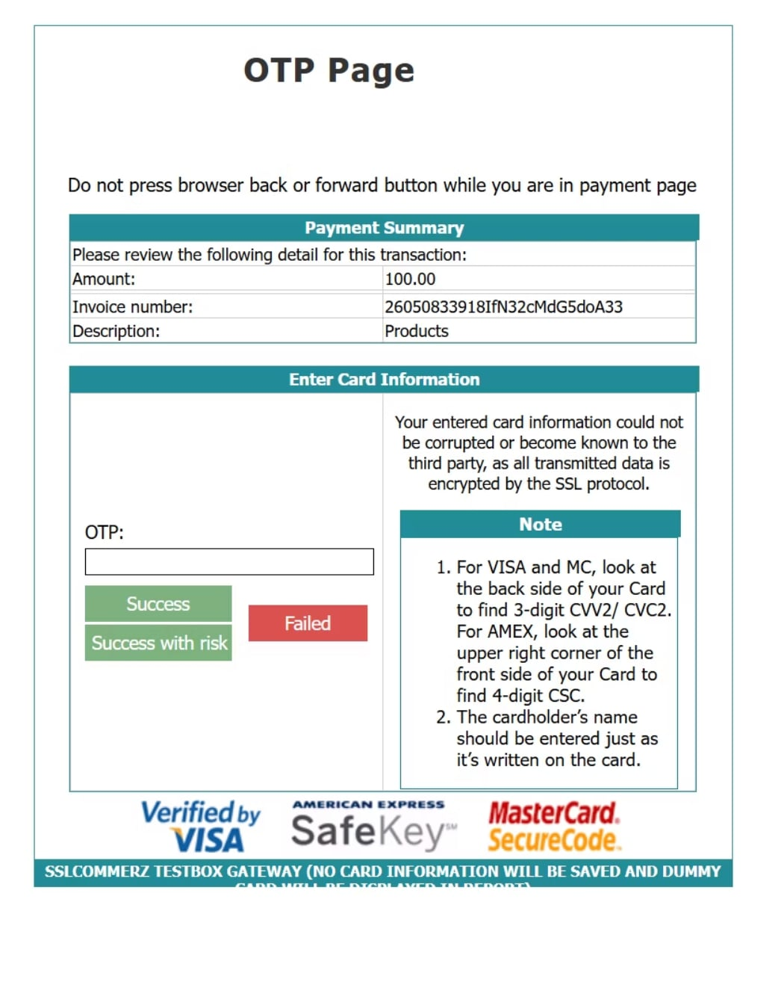 OTP Page
Do not press browser back or forward button while you are in payment page
Payment Summary
Please review the following detail for this transaction:
Amount: 100.00
Invoice number: 26050833918IfN32cMdG5doA33
Description: Products
Enter Card Information
Your entered card information could not
be corrupted or become known to the
third party, as all transmitted data is
encrypted by the SSL protocol.
OTP:
Success
Success with risk
Failed
Note
1. For VISA and MC, look at
the back side of your Card
to find 3-digit CVV2/ CVC2.
For AMEX, look at the
upper right corner of the
front side of your Card to
find 4-digit CSC.
2. The cardholder’s name
should be entered just as
it’s written on the card.
Verified by
VISA
AMERICAN EXPRESS
SafeKey℠
MasterCard.
SecureCode.
SSLCOMMERZ TESTBOX GATEWAY (NO CARD INFORMATION WILL BE SAVED AND DUMMY
CARD WILL BE DISPLAYED IN REPORT)